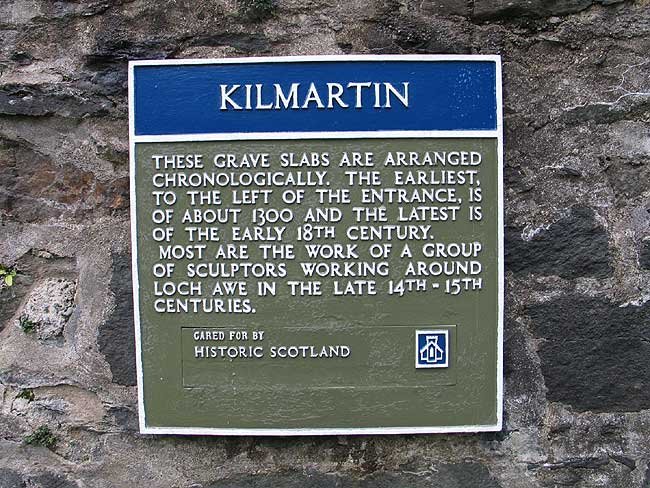 KILMARTIN
THESE GRAVE SLABS ARE ARRANGED
CHRONOLOGICALLY. THE EARLIEST,
TO THE LEFT OF THE ENTRANCE, IS
OF ABOUT 1300 AND THE LATEST IS
OF THE EARLY 18TH CENTURY.
MOST ARE THE WORK OF A GROUP
OF SCULPTORS WORKING AROUND
LOCH AWE IN THE LATE 14TH - 15TH
CENTURIES.
CARED FOR BY
HISTORIC SCOTLAND